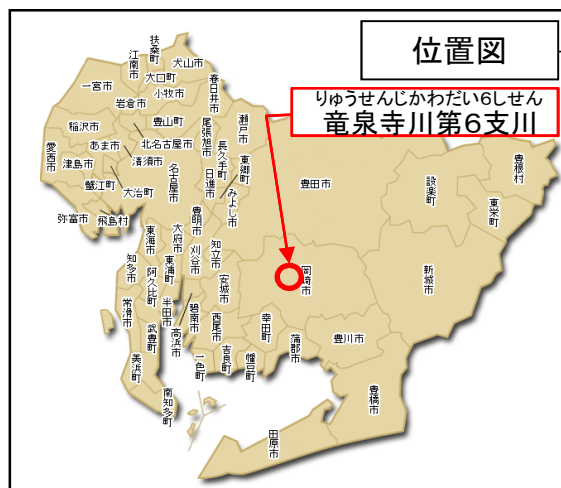 位置図
りゅうせんじかわだい6しせん
竜泉寺川第6支川
扶桑町
江南市
犬山市
大口町
一宮市
小牧市
春日井市
岩倉市
瀬戸市
稲沢市
豊山町
尾張旭市
北名古屋市
長久手町
愛西市
あま市
清須市
東郷町
津島市
名古屋市
日進市
みよし市
豊田市
設楽町
豊根村
東栄町
蟹江町
大治町
弥富市
飛島村
東海市
大府市
豊明市
刈谷市
知立市
岡崎市
新城市
知多市
東浦町
安城市
阿久比町
常滑市
半田市
碧南市
高浜市
西尾市
幸田町
豊川市
武豊町
蒲郡市
美浜町
一色町
吉良町
幡豆町
南知多町
豊橋市
田原市